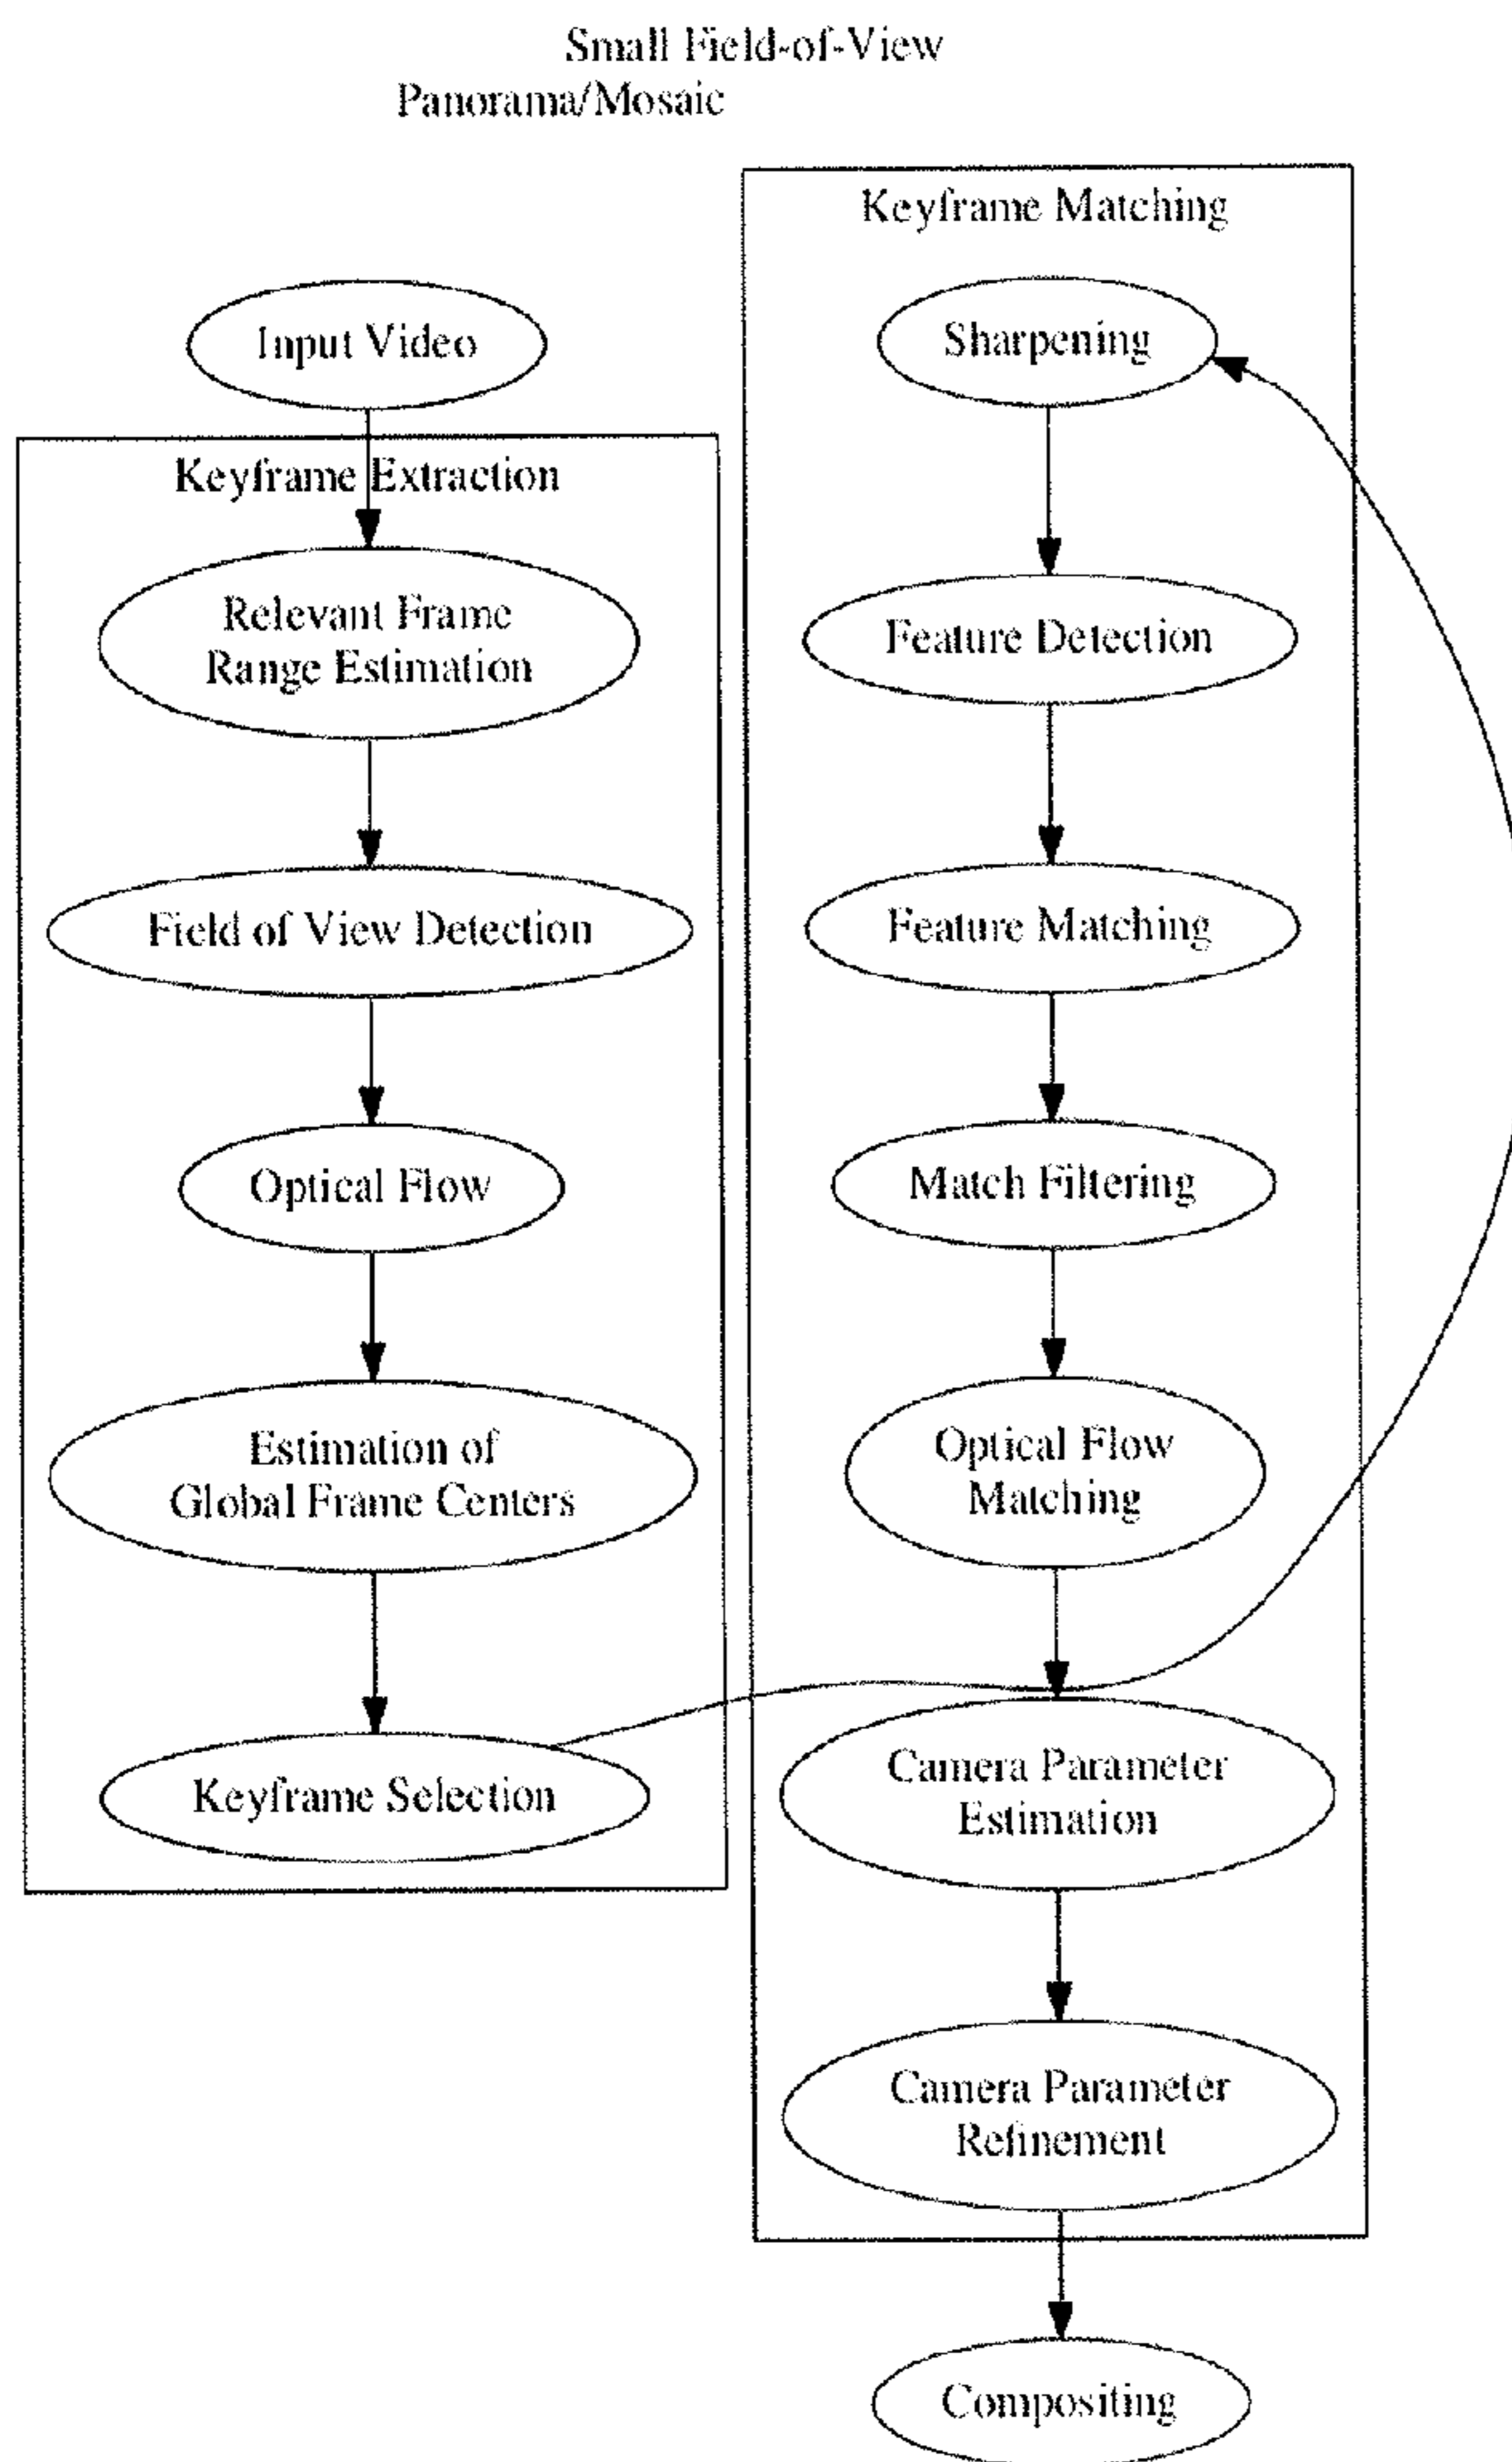 Small Field-of-View
Panorama/Mosaic
Input Video
Keyframe Extraction
Relevant Frame
Range Estimation
Field of View Detection
Optical Flow
Estimation of
Global Frame Centers
Keyframe Selection
Keyframe Matching
Sharpening
Feature Detection
Feature Matching
Match Filtering
Optical Flow
Matching
Camera Parameter
Estimation
Camera Parameter
Refinement
Compositing